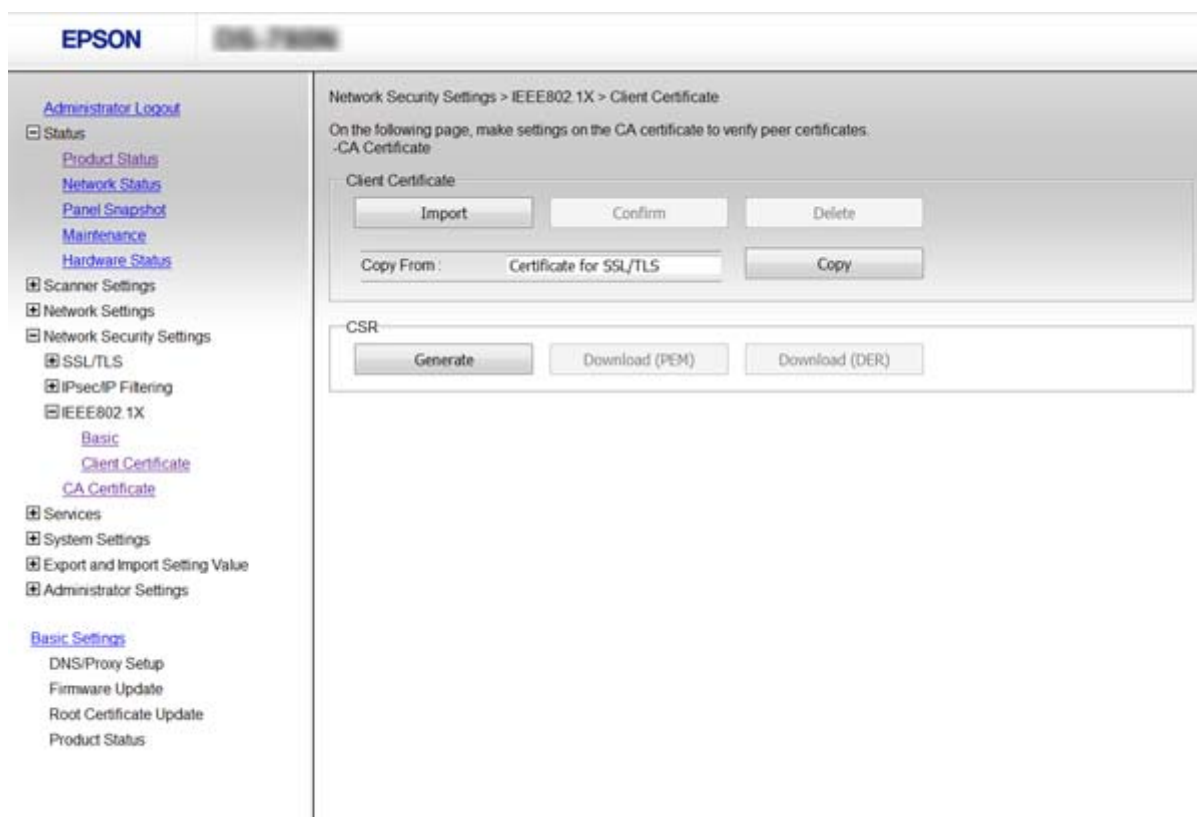 EPSON
Administrator Logout
Status
Product Status
Network Status
Panel Snapshot
Maintenance
Hardware Status
Scanner Settings
Network Settings
Network Security Settings
SSL/TLS
IPsec/IP Filtering
IEEE802.1X
Basic
Client Certificate
CA Certificate
Services
System Settings
Export and Import Setting Value
Administrator Settings
Basic Settings
DNS/Proxy Setup
Firmware Update
Root Certificate Update
Product Status
Network Security Settings > IEEE802.1X > Client Certificate
On the following page, make settings on the CA certificate to verify peer certificates.
-CA Certificate
Client Certificate
Import Confirm Delete
Copy From : Certificate for SSL/TLS Copy
CSR
Generate Download (PEM) Download (DER)